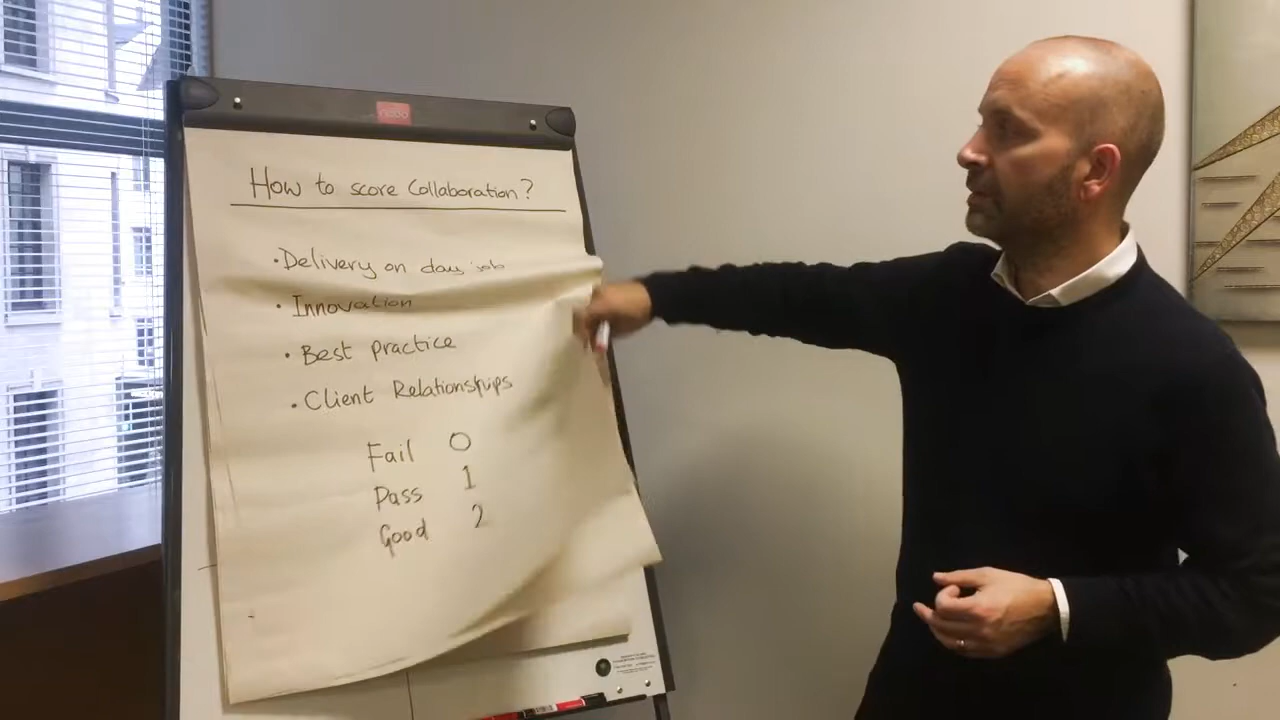 nobo
How to score Collaboration?
• Delivery on day job
• Innovation
• Best practice
• Client Relationships
Fail 0
Pass 1
Good 2